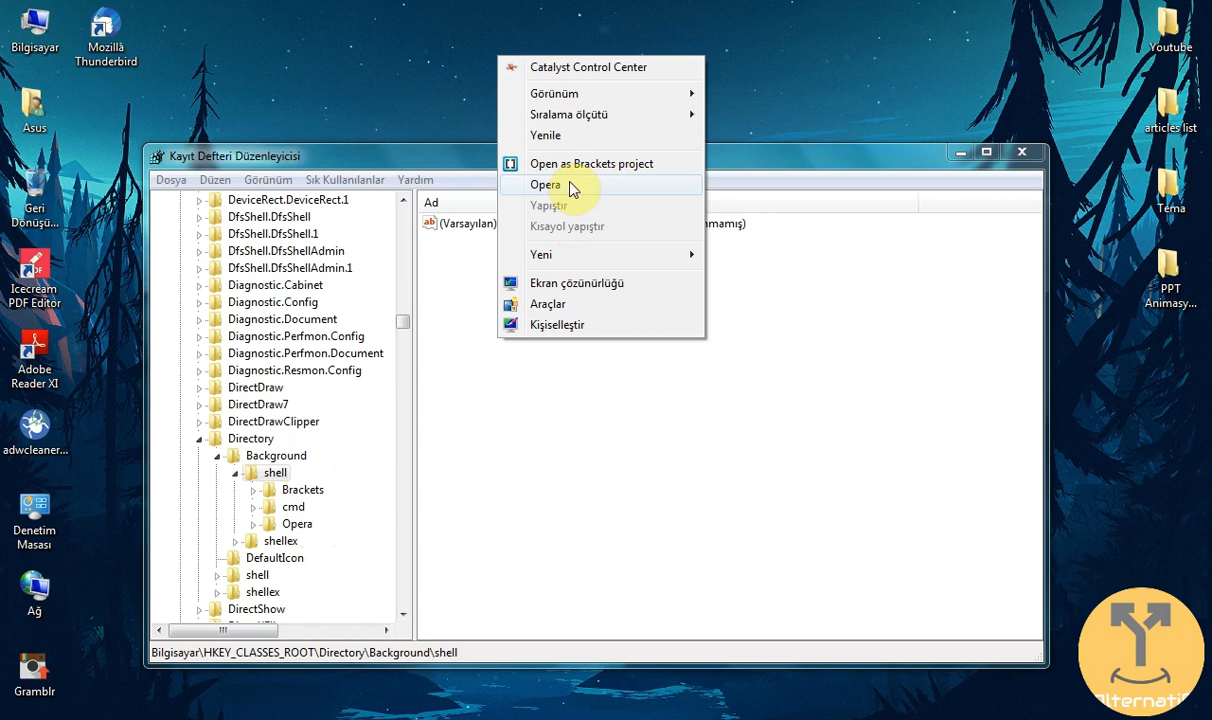 Bilgisayar
Mozilla
Thunderbird
Asus
Geri
Dönüşü...
Icecream
PDF Editor
Adobe
Reader XI
adwcleaner...
Denetim
Masası
Ağ
Gramblr
Kayıt Defteri Düzenleyicisi
Dosya Düzen Görünüm Sık Kullanılanlar Yardım
DeviceRect.DeviceRect.1
DfsShell.DfsShell
DfsShell.DfsShell.1
DfsShell.DfsShellAdmin
DfsShell.DfsShellAdmin.1
Diagnostic.Cabinet
Diagnostic.Config
Diagnostic.Document
Diagnostic.Perfmon.Config
Diagnostic.Perfmon.Document
Diagnostic.Resmon.Config
DirectDraw
DirectDraw7
DirectDrawClipper
Directory
Background
shell
Brackets
cmd
Opera
shellex
DefaultIcon
shell
shellex
DirectShow
Ad
ab (Varsayılan)
nmamış)
Bilgisayar\HKEY_CLASSES_ROOT\Directory\Background\shell
Catalyst Control Center
Görünüm
Sıralama ölçütü
Yenile
Open as Brackets project
Opera
Yapıştır
Kısayol yapıştır
Yeni
Ekran çözünürlüğü
Araçlar
Kişiselleştir
Youtube
articles list
Tema
PPT
Animasy...
Alternatif